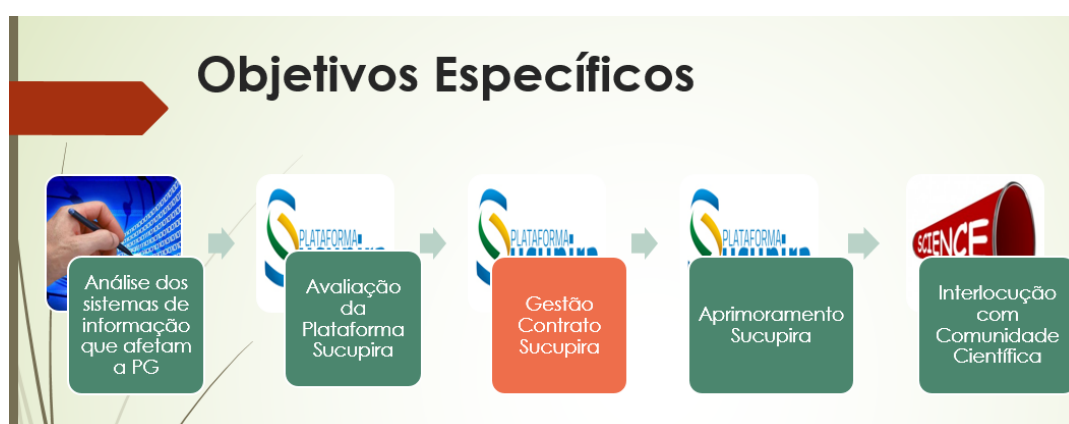 Objetivos Específicos
Análise dos
sistemas de
informação
que afetam
a PG
PLATAFORMA
Avaliação
da
Plataforma
Sucupira
PLATAFORMA
Gestão
Contrato
Sucupira
PLATAFORMA
Aprimoramento
Sucupira
SCIENCE
Interlocução
com
Comunidade
Científica